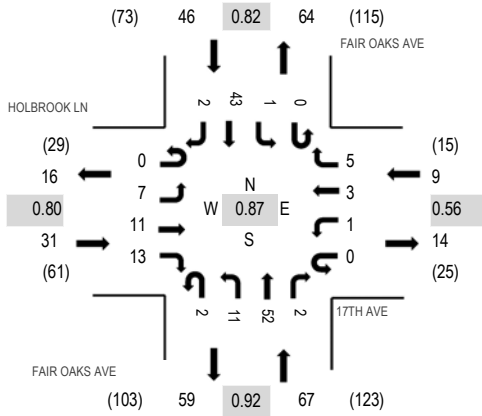 (73) 46 0.82 64 (115)
FAIR OAKS AVE
2 43 1 0
HOLBROOK LN
(29) (15)
0 5
16 9
N
7 3
0.80 W 0.87 E 0.56
11 1
31 S 14
13 0
(61) (25)
2 11 52 2
17TH AVE
FAIR OAKS AVE
(103) 59 0.92 67 (123)